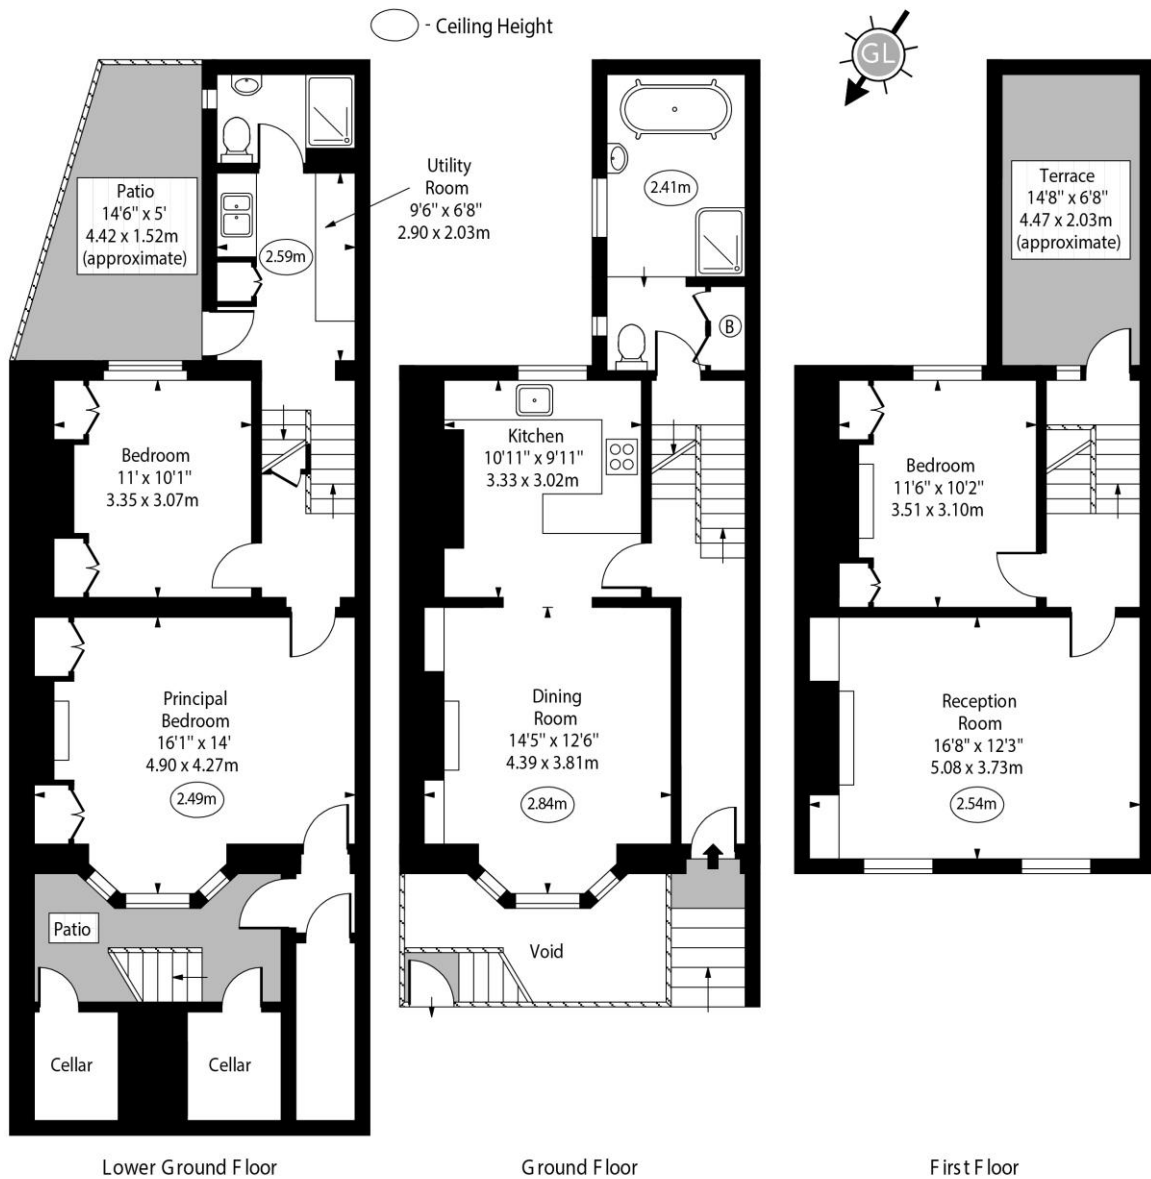 - Ceiling Height
GL
Patio
14'6" x 5'
4.42 x 1.52m
(approximate)
Utility
Room
9'6" x 6'8"
2.90 x 2.03m
2.59m
Bedroom
11' x 10'1"
3.35 x 3.07m
Principal
Bedroom
16'1" x 14'
4.90 x 4.27m
2.49m
Patio
Cellar
Cellar
Lower Ground Floor
2.41m
B
Kitchen
10'11" x 9'11"
3.33 x 3.02m
Dining
Room
14'5" x 12'6"
4.39 x 3.81m
2.84m
Void
Ground Floor
Terrace
14'8" x 6'8"
4.47 x 2.03m
(approximate)
Bedroom
11'6" x 10'2"
3.51 x 3.10m
Reception
Room
16'8" x 12'3"
5.08 x 3.73m
2.54m
First Floor